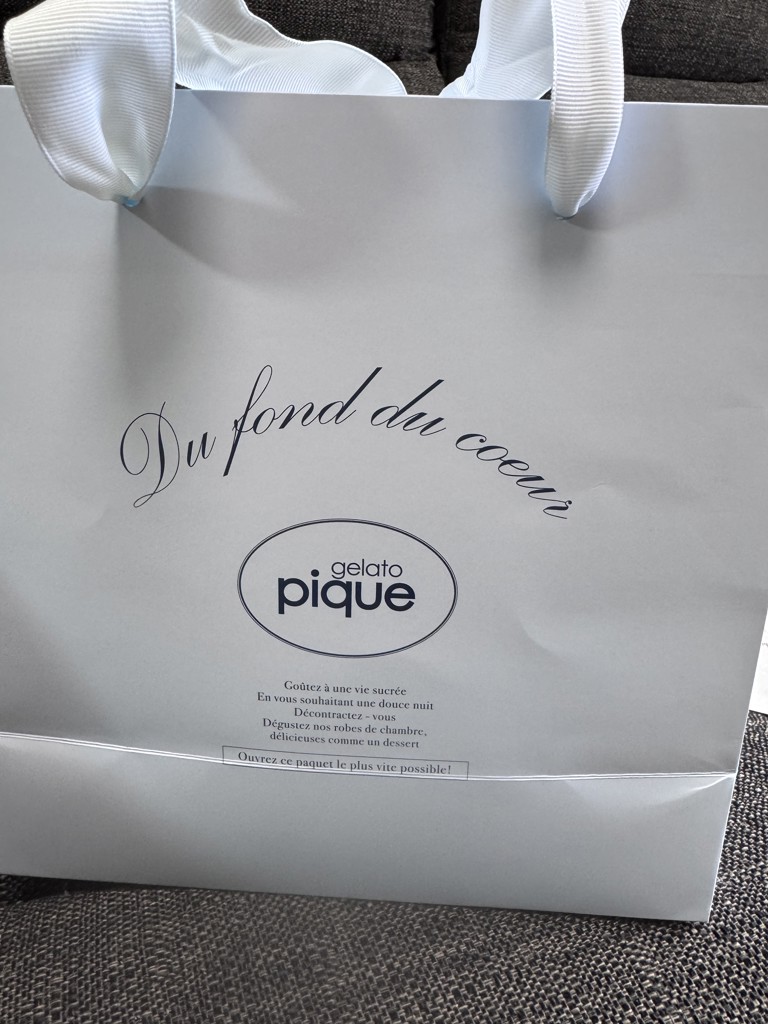 Du fond du coeur
gelato
pique
Goûtez à une vie sucrée
En vous souhaitant une douce nuit
Décontractez - vous
Dégustez nos robes de chambre,
délicieuses comme un dessert
Ouvrez ce paquet le plus vite possible!